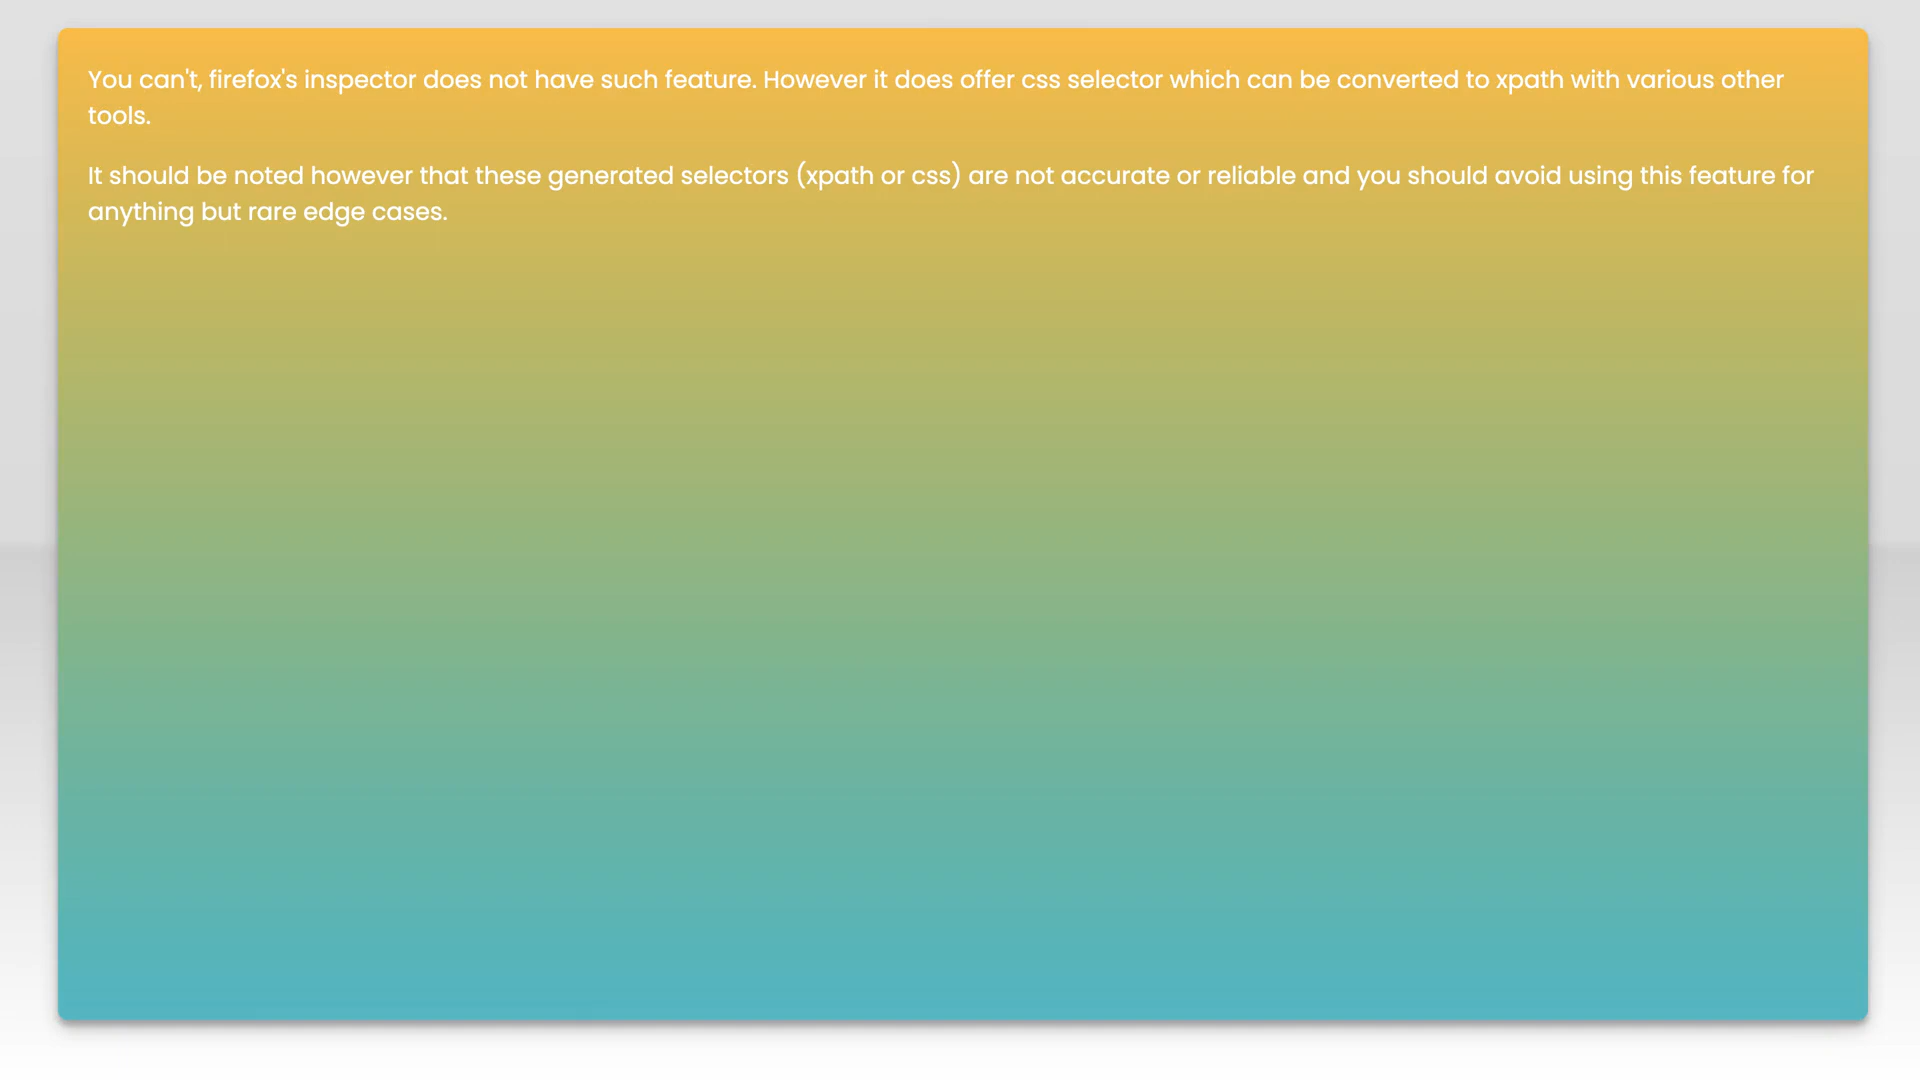 You can't, firefox's inspector does not have such feature. However it does offer css selector which can be converted to xpath with various other
tools.
It should be noted however that these generated selectors (xpath or css) are not accurate or reliable and you should avoid using this feature for
anything but rare edge cases.